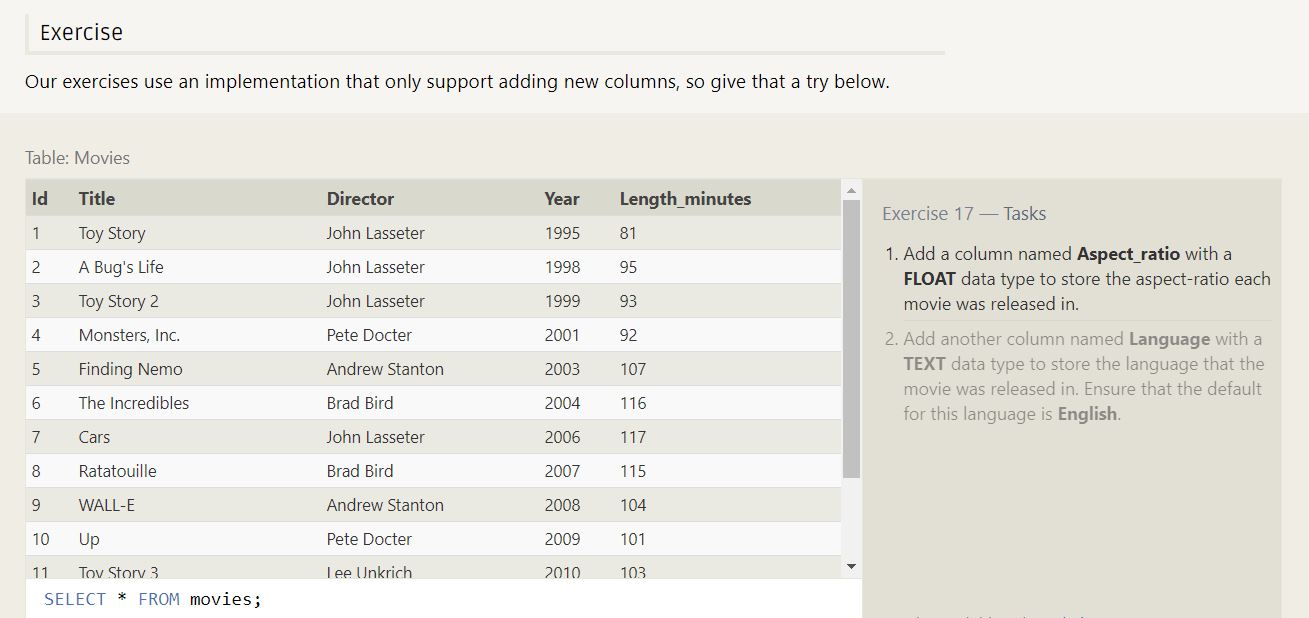 Exercise
Our exercises use an implementation that only support adding new columns, so give that a try below.
Table: Movies
Id Title Director Year Length_minutes
1 Toy Story John Lasseter 1995 81
2 A Bug's Life John Lasseter 1998 95
3 Toy Story 2 John Lasseter 1999 93
4 Monsters, Inc. Pete Docter 2001 92
5 Finding Nemo Andrew Stanton 2003 107
6 The Incredibles Brad Bird 2004 116
7 Cars John Lasseter 2006 117
8 Ratatouille Brad Bird 2007 115
9 WALL-E Andrew Stanton 2008 104
10 Up Pete Docter 2009 101
11 Toy Story 3 Lee Unkrich 2010 103
SELECT * FROM movies;
Exercise 17 — Tasks
1. Add a column named Aspect_ratio with a
FLOAT data type to store the aspect-ratio each
movie was released in.
2. Add another column named Language with a
TEXT data type to store the language that the
movie was released in. Ensure that the default
for this language is English.